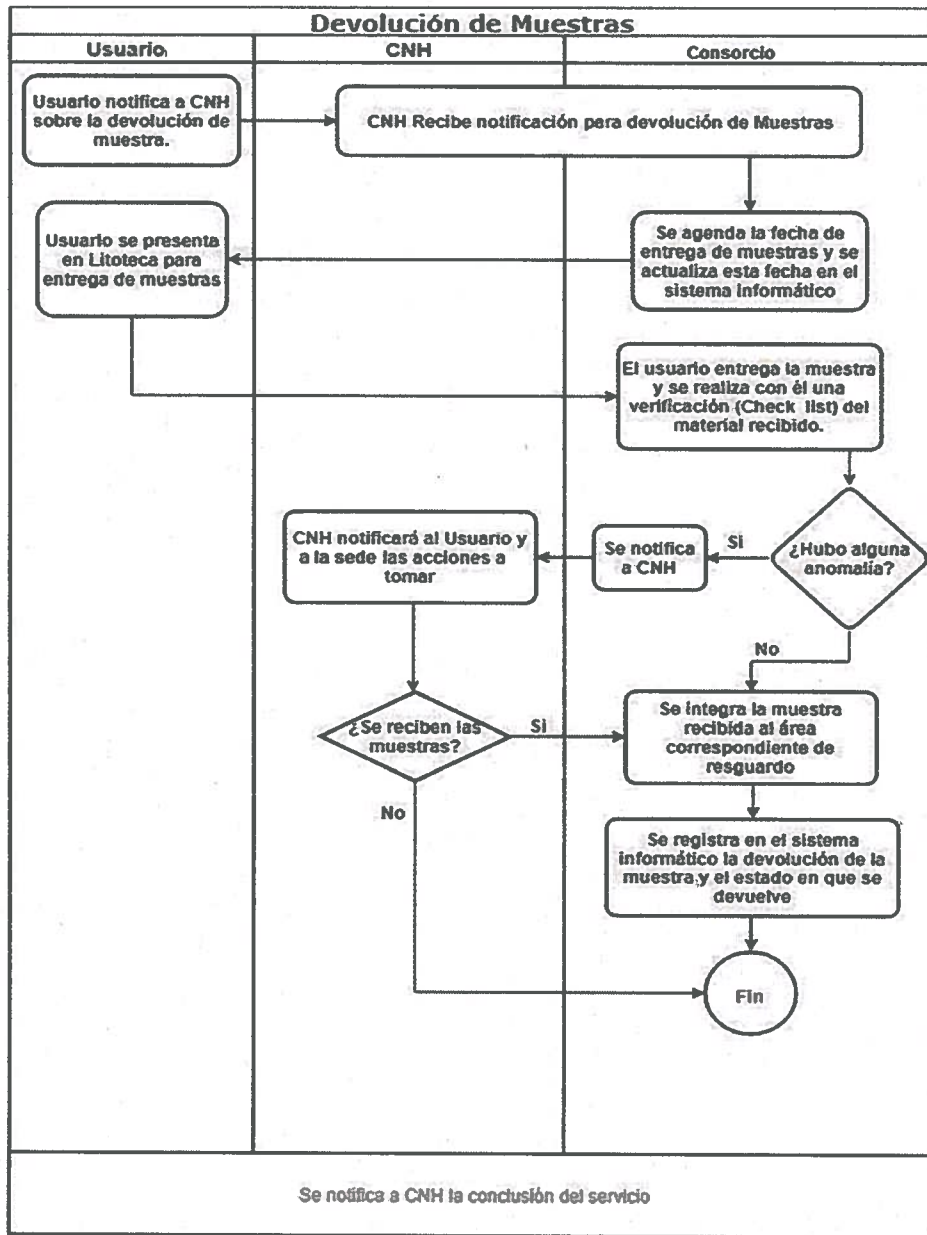 Devolución de Muestras
Usuario.
CNH
Consorcio
Usuario notifica a CNH
sobre la devolución de
muestra.
CNH Recibe notificación para devolución de Muestras
Se agenda la fecha de
entrega de muestras y se
actualiza esta fecha en el
sistema informático
Usuario se presenta
en Litoteca para
entrega de muestras
El usuario entrega la muestra
y se realiza con él una
verificación (Check list) del
material recibido.
¿Hubo alguna
anomalía?
Si
Se notifica
a CNH
CNH notificará al Usuario y
a la sede las acciones a
tomar
No
¿Se reciben las
muestras?
Si
Se integra la muestra
recibida al área
correspondiente de
resguardo
No
Se registra en el sistema
informático la devolución de la
muestra y el estado en que se
devuelve
Fin
Se notifica a CNH la conclusión del servicio